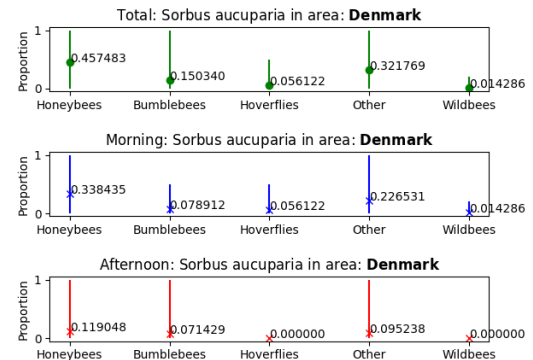 Total: Sorbus aucuparia in area: Denmark
Proportion
1
0
0.457483
0.150340
0.056122
0.321769
0.014286
Honeybees Bumblebees Hoverflies Other Wildbees
Morning: Sorbus aucuparia in area: Denmark
Proportion
1
0
0.338435
0.078912
0.056122
0.226531
0.014286
Honeybees Bumblebees Hoverflies Other Wildbees
Afternoon: Sorbus aucuparia in area: Denmark
Proportion
1
0
0.119048
0.071429
0.000000
0.095238
0.000000
Honeybees Bumblebees Hoverflies Other Wildbees